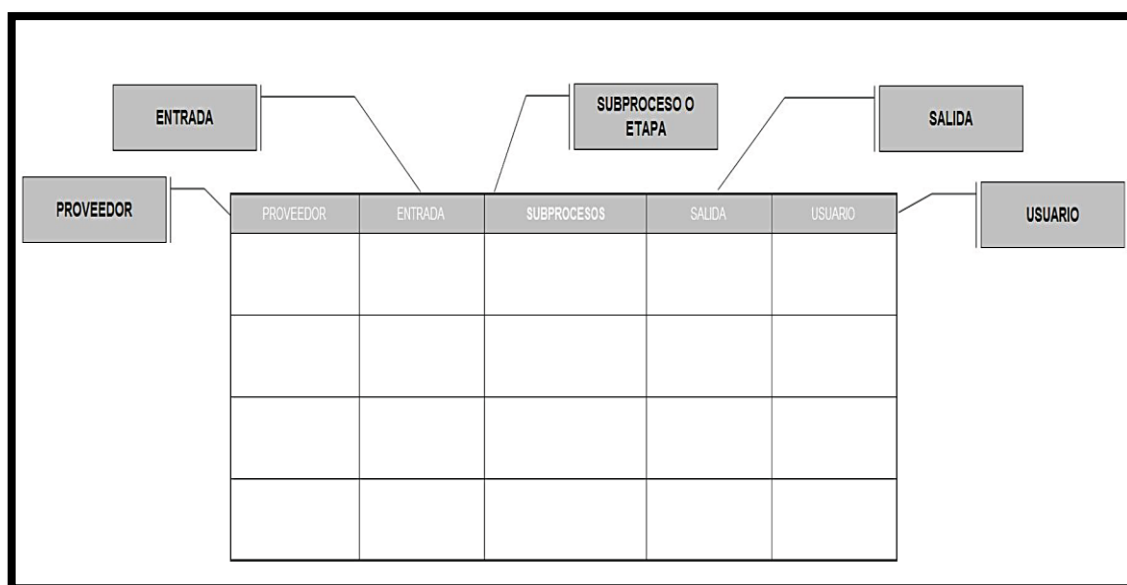 ENTRADA
SUBPROCESO O
ETAPA
SALIDA
PROVEEDOR
USUARIO
PROVEEDOR ENTRADA SUBPROCESOS SALIDA USUARIO